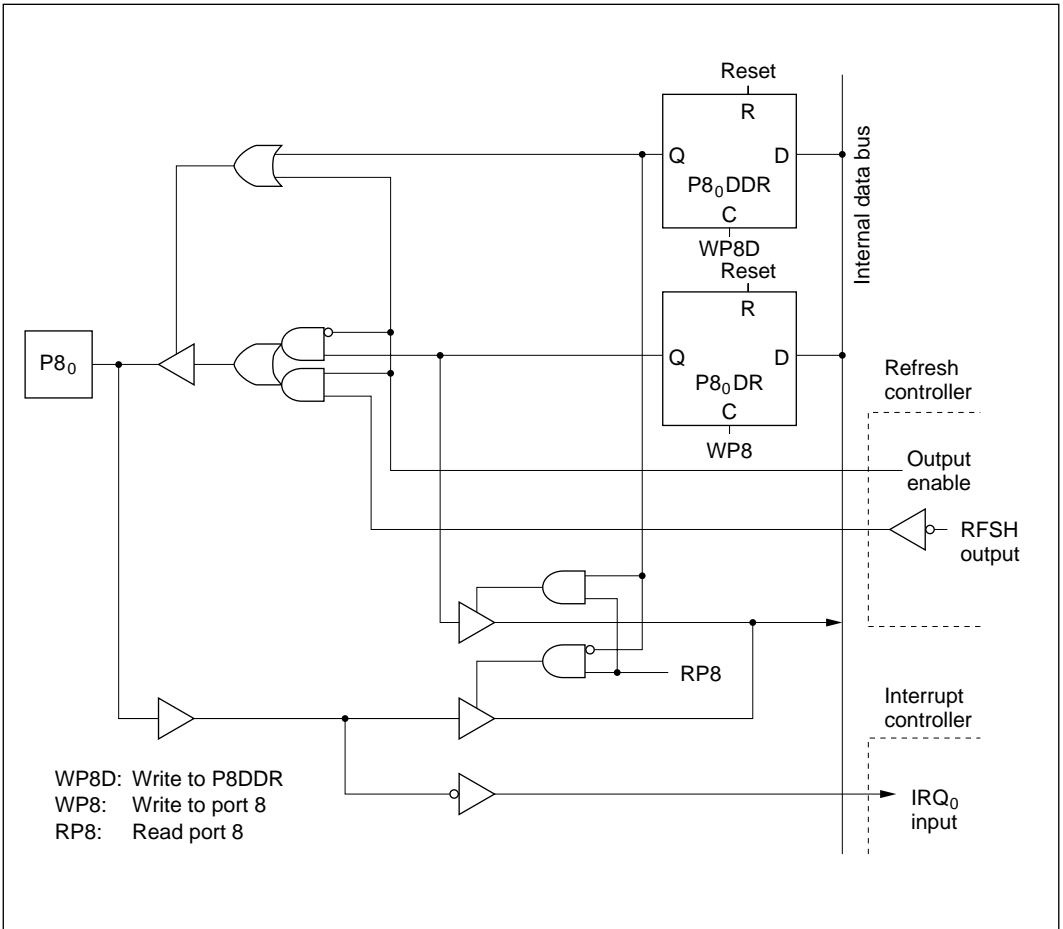 Reset
R
Q D
P8₀DDR
C
WP8D
Internal data bus
Reset
R
P8₀
Q D
P8₀DR
C
WP8
Refresh
controller
Output
enable
RFSH
output
RP8
Interrupt
controller
WP8D: Write to P8DDR
WP8: Write to port 8
RP8: Read port 8
IRQ₀
input